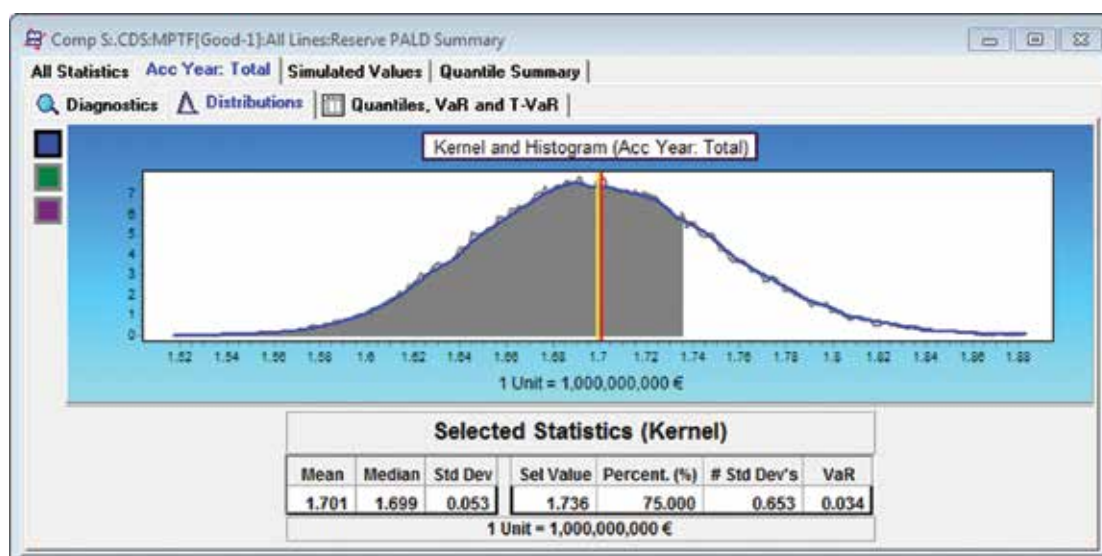 Comp S:.CDS:MPTF[Good-1]:All Lines:Reserve PALD Summary
All Statistics Acc Year: Total Simulated Values Quantile Summary
Diagnostics Distributions Quantiles, VaR and T-VaR
Kernel and Histogram (Acc Year: Total)
7
6
5
4
3
2
1
0
1.52 1.54 1.56 1.58 1.6 1.62 1.64 1.66 1.68 1.7 1.72 1.74 1.76 1.78 1.8 1.82 1.84 1.86 1.88
1 Unit = 1,000,000,000 €
Selected Statistics (Kernel)
Mean Median Std Dev Sel Value Percent. (%) # Std Dev's VaR
1.701 1.699 0.053 1.736 75.000 0.653 0.034
1 Unit = 1,000,000,000 €